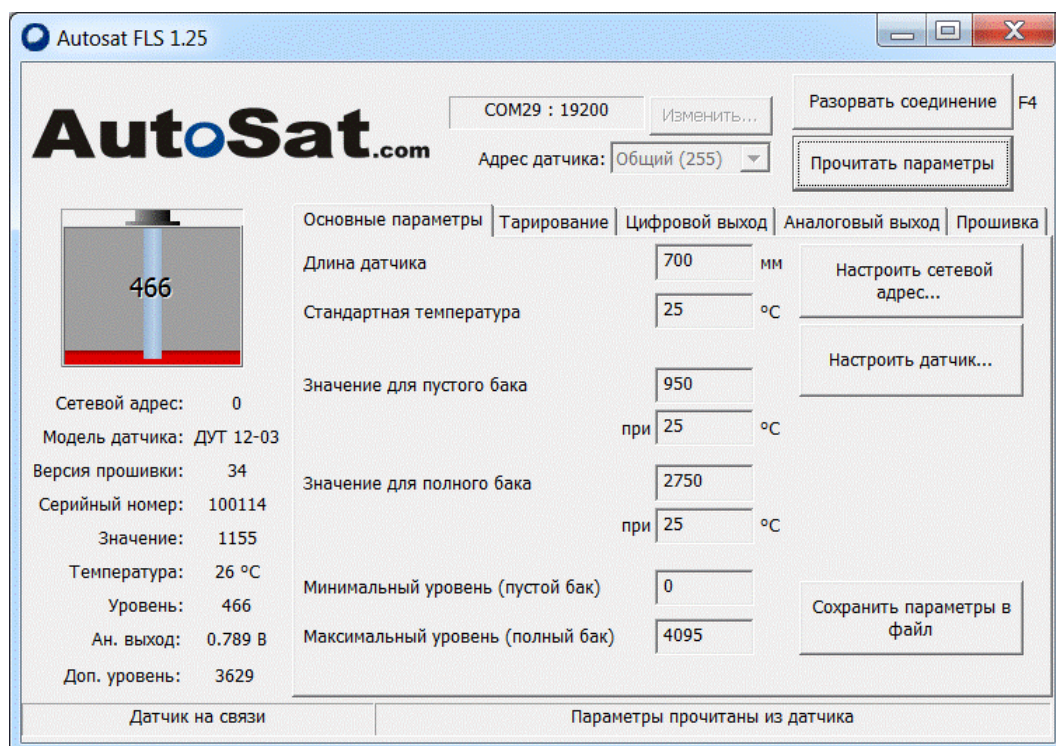 Autosat FLS 1.25
AutoSat.com
COM29 : 19200
Изменить...
Разорвать соединение
F4
Адрес датчика:
Общий (255)
Прочитать параметры
Основные параметры
Тарирование
Цифровой выход
Аналоговый выход
Прошивка
466
Сетевой адрес: 0
Модель датчика: ДУТ 12-03
Версия прошивки: 34
Серийный номер: 100114
Значение: 1155
Температура: 26 ºC
Уровень: 466
Ан. выход: 0.789 В
Доп. уровень: 3629
Длина датчика 700 мм
Стандартная температура 25 ºC
Значение для пустого бака 950
при 25 ºC
Значение для полного бака 2750
при 25 ºC
Минимальный уровень (пустой бак) 0
Максимальный уровень (полный бак) 4095
Настроить сетевой
адрес...
Настроить датчик...
Сохранить параметры в
файл
Датчик на связи
Параметры прочитаны из датчика